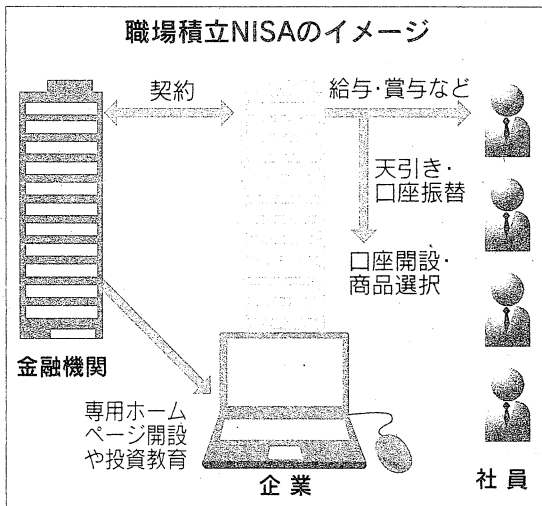 職場積立NISAのイメージ
契約
給与・賞与など
天引き・
口座振替
口座開設・
商品選択
金融機関
専用ホーム
ページ開設
や投資教育
企業
社員